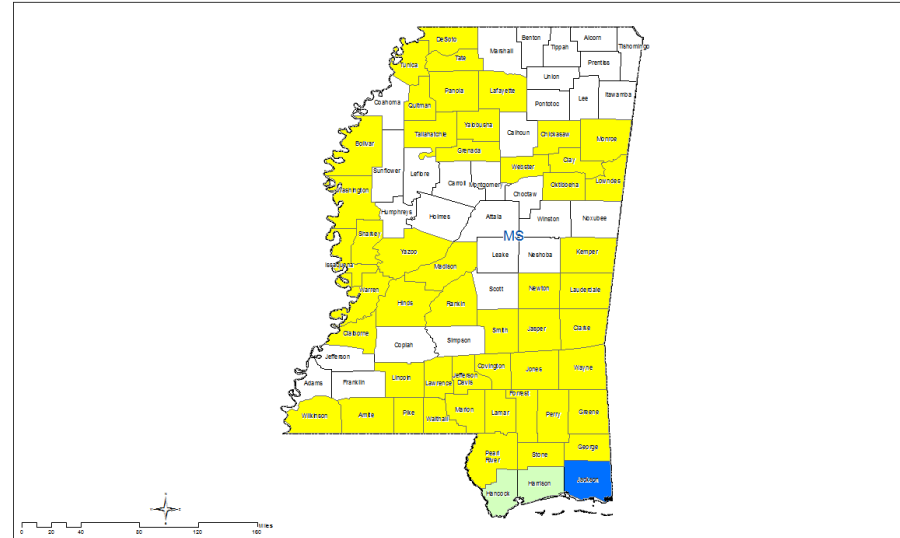 DeSoto
Marshall
Benton
Tippah
Alcorn
Tishomingo
Prentiss
Tunica
Tate
Union
Panola
Lafayette
Lee
Itawamba
Pontotoc
Coahoma
Quitman
Yalobusha
Tallahatchie
Calhoun
Chickasaw
Monroe
Bolivar
Grenada
Clay
Webster
Sunflower
Leflore
Carroll
Montgomery
Oktibbeha
Lowndes
Choctaw
Washington
Humphreys
Holmes
Attala
Winston
Noxubee
Sharkey
MS
Yazoo
Leake
Neshoba
Kemper
Issaquena
Madison
Warren
Scott
Newton
Lauderdale
Hinds
Rankin
Claiborne
Smith
Jasper
Clarke
Copiah
Simpson
Jefferson
Covington
Jones
Wayne
Adams
Franklin
Lincoln
Lawrence
Jefferson
Davis
Forrest
Wilkinson
Amite
Pike
Walthall
Marion
Lamar
Perry
Greene
Pearl
River
Stone
George
Hancock
Harrison
Jackson
0 20 40 80 120 160
Miles